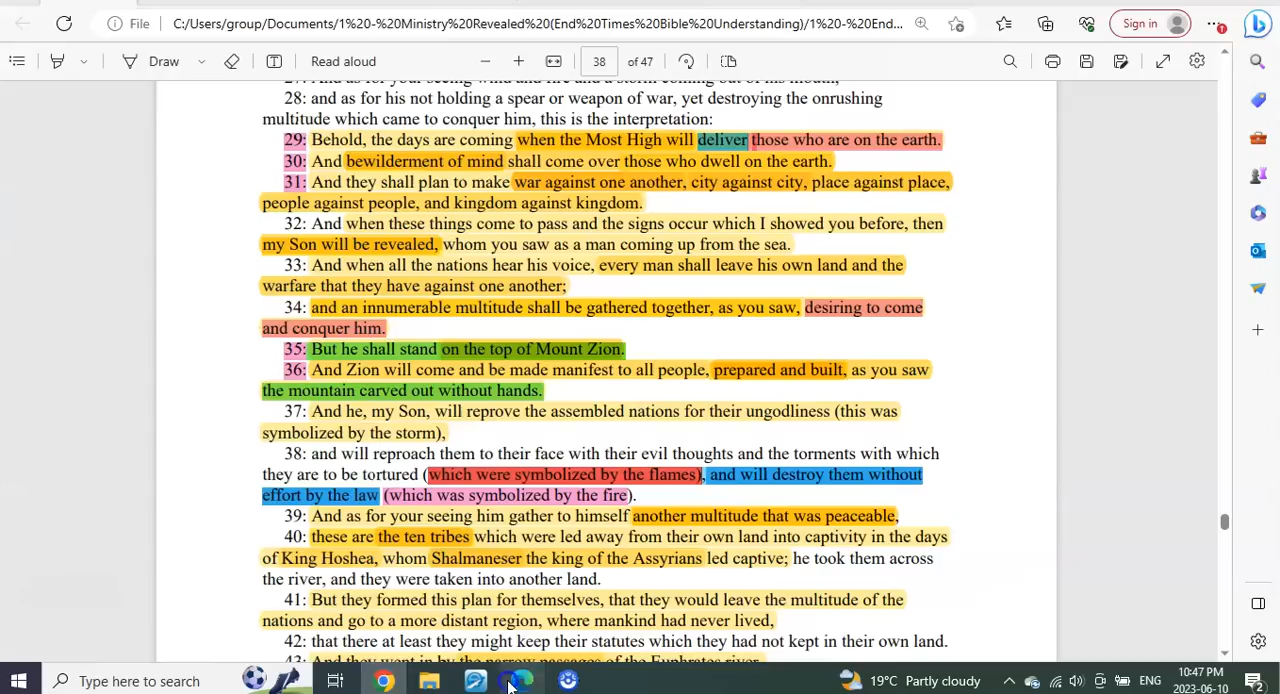 File
C:/Users/group/Documents/1%20-%20Ministry%20Revealed%20(End%20Times%20Bible%20Understanding)/1%20-%20End...
Sign in
Draw
Read aloud
38
of 47
28: and as for his not holding a spear or weapon of war, yet destroying the onrushing
multitude which came to conquer him, this is the interpretation:
29: Behold, the days are coming when the Most High will deliver those who are on the earth.
30: And bewilderment of mind shall come over those who dwell on the earth.
31: And they shall plan to make war against one another, city against city, place against place,
people against people, and kingdom against kingdom.
32: And when these things come to pass and the signs occur which I showed you before, then
my Son will be revealed, whom you saw as a man coming up from the sea.
33: And when all the nations hear his voice, every man shall leave his own land and the
warfare that they have against one another;
34: and an innumerable multitude shall be gathered together, as you saw, desiring to come
and conquer him.
35: But he shall stand on the top of Mount Zion.
36: And Zion will come and be made manifest to all people, prepared and built, as you saw
the mountain carved out without hands.
37: And he, my Son, will reprove the assembled nations for their ungodliness (this was
symbolized by the storm),
38: and will reproach them to their face with their evil thoughts and the torments with which
they are to be tortured (which were symbolized by the flames), and will destroy them without
effort by the law (which was symbolized by the fire).
39: And as for your seeing him gather to himself another multitude that was peaceable,
40: these are the ten tribes which were led away from their own land into captivity in the days
of King Hoshea, whom Shalmaneser the king of the Assyrians led captive; he took them across
the river, and they were taken into another land.
41: But they formed this plan for themselves, that they would leave the multitude of the
nations and go to a more distant region, where mankind had never lived,
42: that there at least they might keep their statutes which they had not kept in their own land.
43: And they went in by the narrow passages of the Euphrates river.
Type here to search
19°C Partly cloudy
ENG
10:47 PM
2023-06-10
2